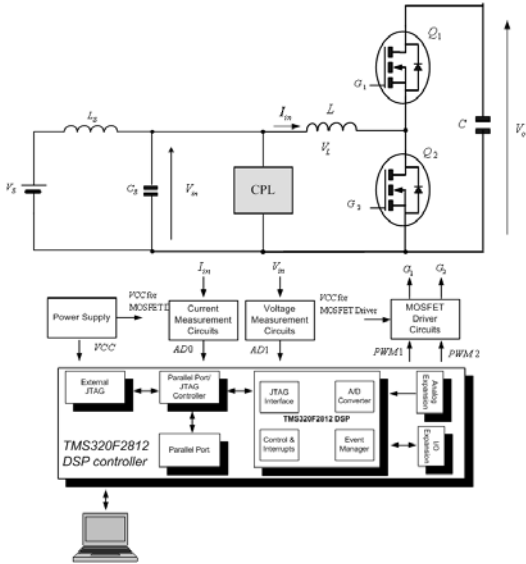 Q1
G1
Iin
L
LS
C
Vo
VL
Q2
VS
CS
Vin
CPL
G2
Iin
Vin
G1
G2
Power Supply
VCC for
MOSFET D
Current
Measurement
Circuits
Voltage
Measurement
Circuits
VCC for
MOSFET Driver
MOSFET
Driver
Circuits
VCC
AD0
AD1
PWM1
PWM2
External
JTAG
Parallel Port/
JTAG
Controller
JTAG
Interface
A/D
Converter
Analog
Expansion
TMS320F2812 DSP
TMS320F2812
DSP controller
Parallel Port
Control &
Interrupts
Event
Manager
I/O
Expansion